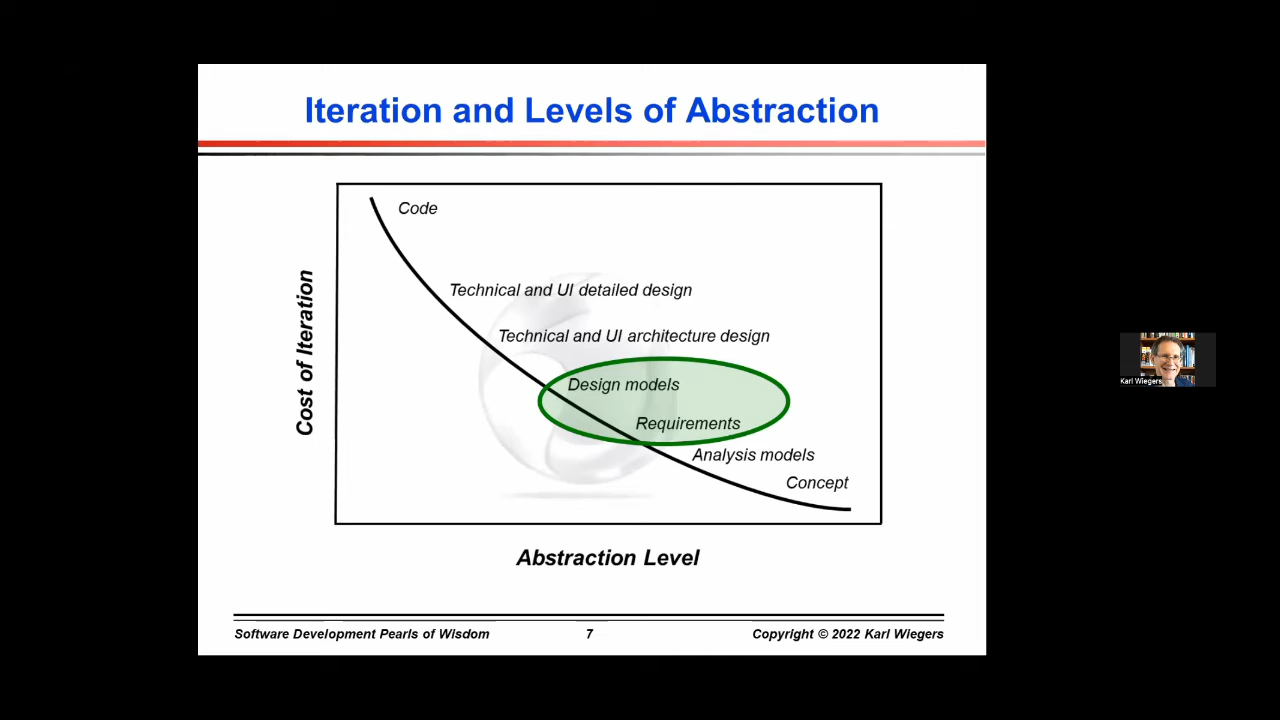 Iteration and Levels of Abstraction
Code
Technical and UI detailed design
Technical and UI architecture design
Design models
Requirements
Analysis models
Concept
Cost of Iteration
Abstraction Level
Karl Wiegers
Software Development Pearls of Wisdom 7 Copyright © 2022 Karl Wiegers